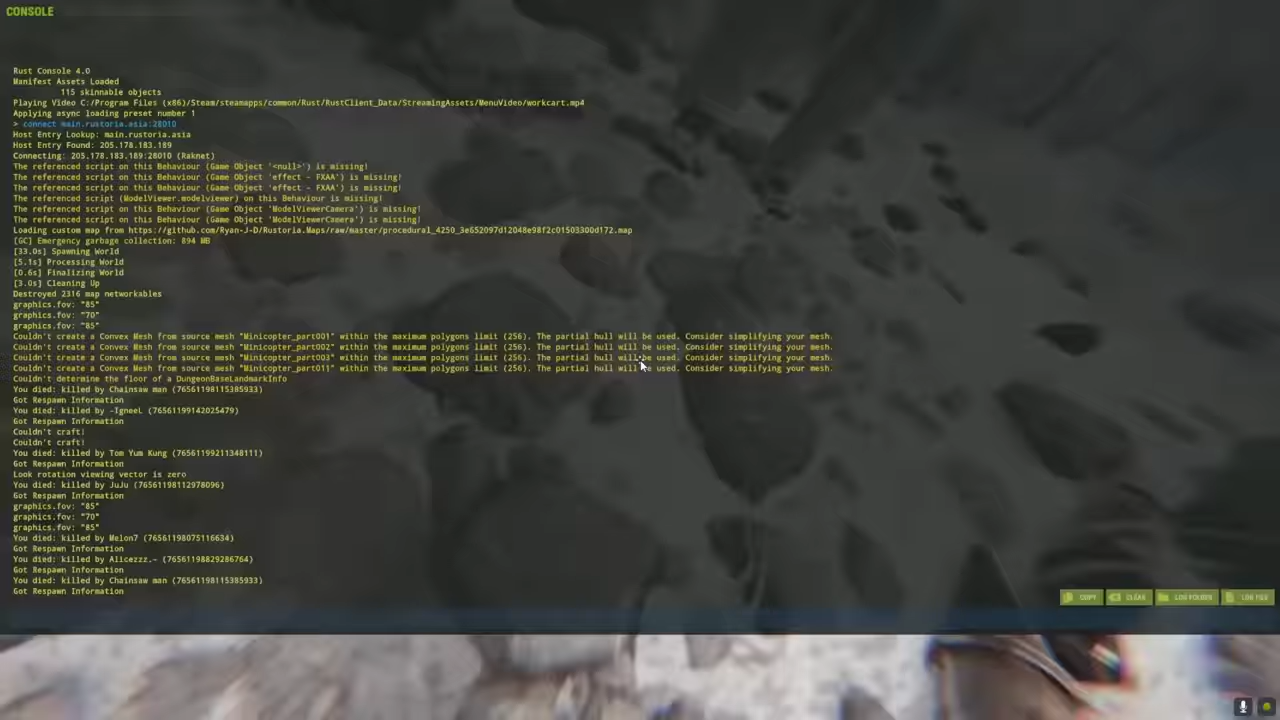 CONSOLE
Rust Console 4.0
Manifest Assets Loaded
115 skinnable objects
Playing Video C:/Program Files (x86)/Steam/steamapps/common/Rust/RustClient_Data/StreamingAssets/MenuVideo/workcart.mp4
Applying async loading preset number 1
> connect main.rustoria.asia:28010
Host Entry Lookup: main.rustoria.asia
Host Entry Found: 205.178.183.189
Connecting: 205.178.183.189:28010 (Raknet)
The referenced script on this Behaviour (Game Object '<null>') is missing!
The referenced script on this Behaviour (Game Object 'effect - FXAA') is missing!
The referenced script on this Behaviour (Game Object 'effect - FXAA') is missing!
The referenced script (ModelViewer.modelviewer) on this Behaviour is missing!
The referenced script on this Behaviour (Game Object 'ModelViewerCamera') is missing!
The referenced script on this Behaviour (Game Object 'ModelViewerCamera') is missing!
Loading custom map from https://github.com/Ryan-J-D/Rustoria.Maps/raw/master/procedural_4250_3e652097d12048e98f2c01503300d172.map
[GC] Emergency garbage collection: 894 MB
[33.0s] Spawning World
[5.1s] Processing World
[0.6s] Finalizing World
[3.0s] Cleaning Up
Destroyed 2316 map networkables
graphics.fov: "85"
graphics.fov: "70"
graphics.fov: "85"
Couldn't create a Convex Mesh from source mesh "Minicopter_part001" within the maximum polygons limit (256). The partial hull will be used. Consider simplifying your mesh.
Couldn't create a Convex Mesh from source mesh "Minicopter_part002" within the maximum polygons limit (256). The partial hull will be used. Consider simplifying your mesh.
Couldn't create a Convex Mesh from source mesh "Minicopter_part003" within the maximum polygons limit (256). The partial hull will be used. Consider simplifying your mesh.
Couldn't create a Convex Mesh from source mesh "Minicopter_part011" within the maximum polygons limit (256). The partial hull will be used. Consider simplifying your mesh.
Couldn't determine the floor of a DungeonBaseLandmarkInfo
You died: killed by Chainsaw man (76561198115385933)
Got Respawn Information
You died: killed by -IgneeL (76561199142025479)
Got Respawn Information
Couldn't craft!
Couldn't craft!
You died: killed by Tom Yum Kung (76561199211348111)
Got Respawn Information
Look rotation viewing vector is zero
You died: killed by JuJu (76561198112978096)
Got Respawn Information
graphics.fov: "85"
graphics.fov: "70"
graphics.fov: "85"
You died: killed by Melon7 (76561198075116634)
Got Respawn Information
You died: killed by Alicezzz.~ (76561198829286764)
Got Respawn Information
You died: killed by Chainsaw man (76561198115385933)
Got Respawn Information
COPY CLEAR LOG FOLDER LOG FILE